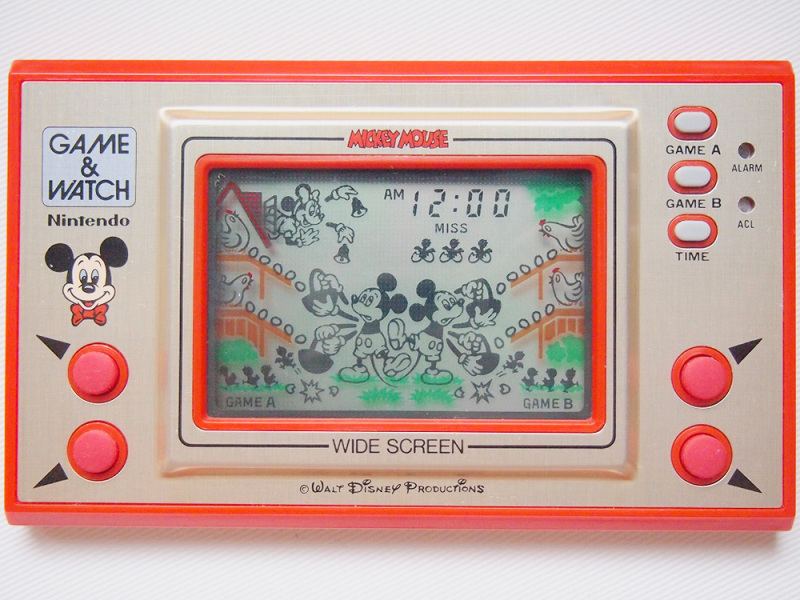 MICKEY MOUSE
GAME
&
WATCH
Nintendo
AM 12:00
MISS
GAME A
GAME B
TIME
ALARM
ACL
GAME A
GAME B
WIDE SCREEN
© WALT DISNEY PRODUCTIONS